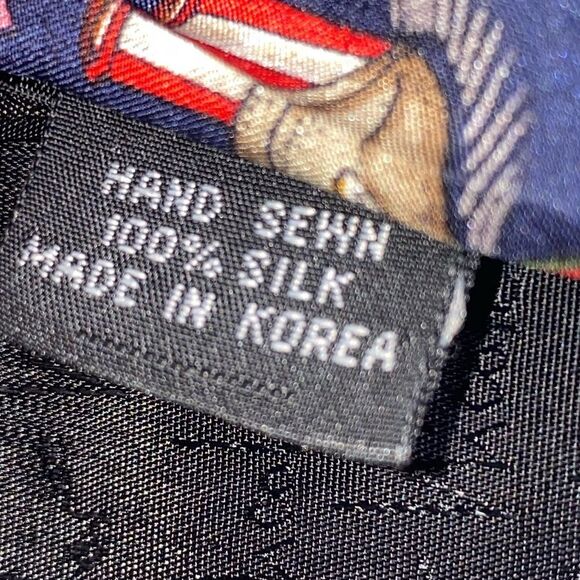 HAND SEWN
100% SILK
MADE IN KOREA